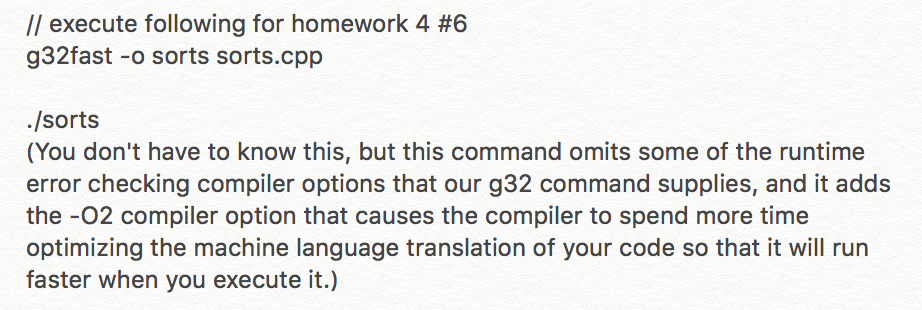 // execute following for homework 4 #6
g32fast -o sorts sorts.cpp
./sorts
(You don't have to know this, but this command omits some of the runtime
error checking compiler options that our g32 command supplies, and it adds
the -O2 compiler option that causes the compiler to spend more time
optimizing the machine language translation of your code so that it will run
faster when you execute it.)